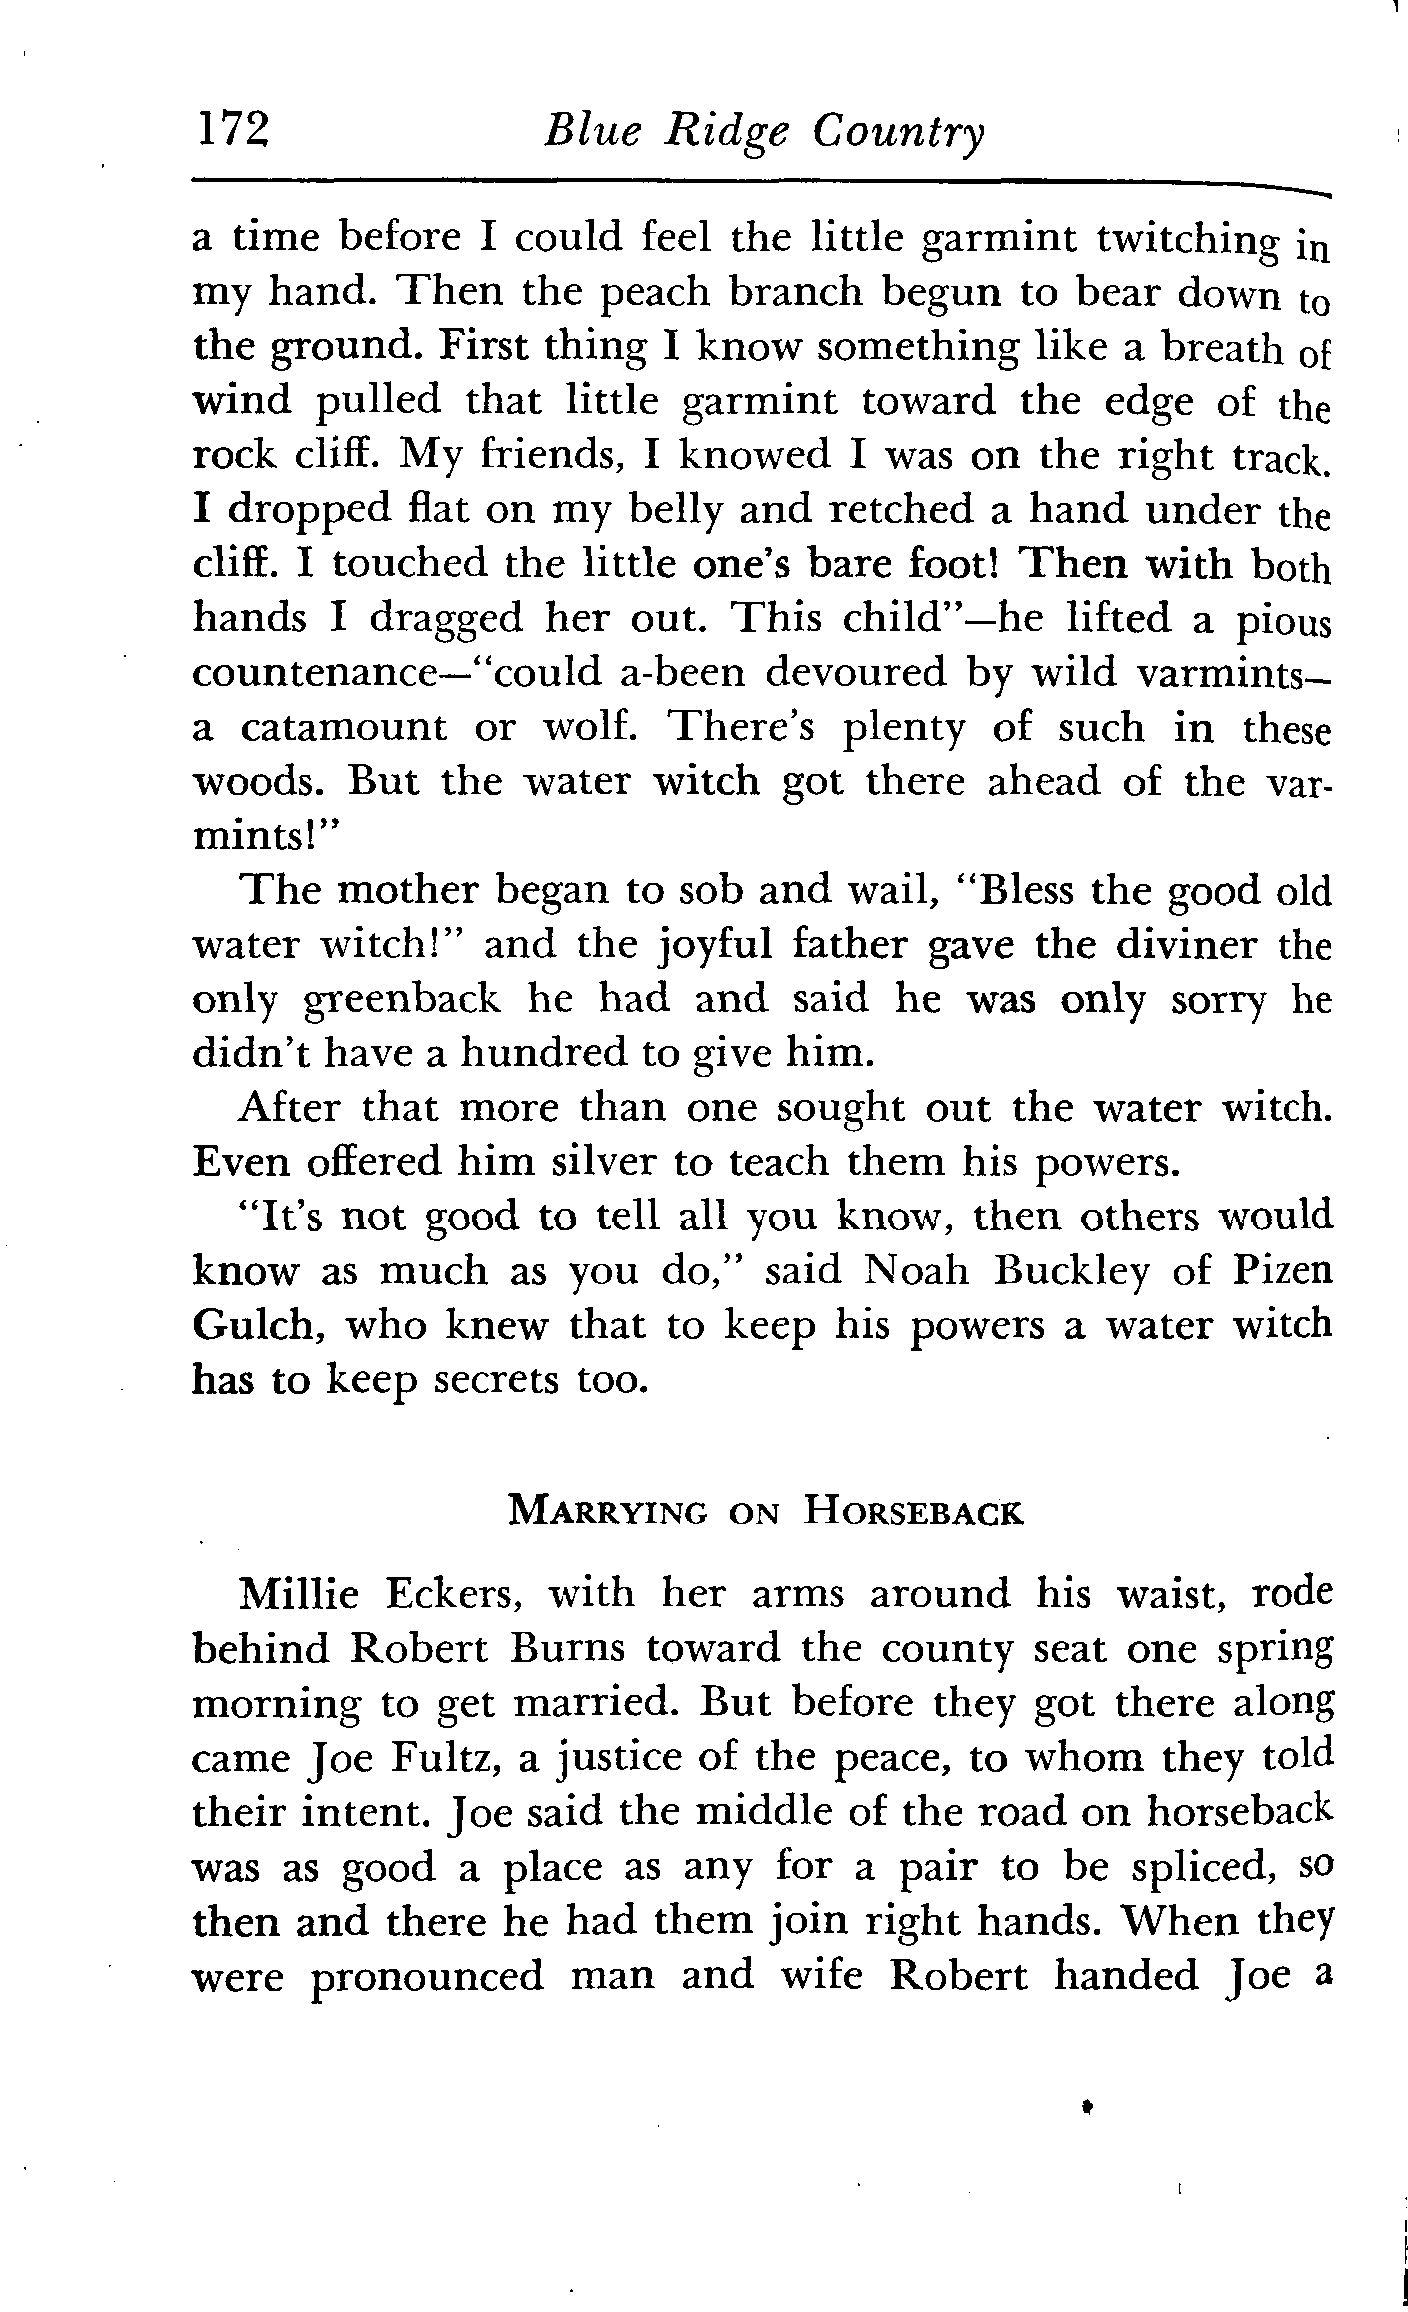 172 Blue Ridge Country
a time before I could feel the little garmint twitching in
my hand. Then the peach branch begun to bear down to
the ground. First thing I know something like a breath of
wind pulled that little garmint toward the edge of the
rock cliff. My friends, I knowed I was on the right track.
I dropped flat on my belly and retched a hand under the
cliff. I touched the little one's bare foot! Then with both
hands I dragged her out. This child"—he lifted a pious
countenance—"could a-been devoured by wild varmints—
a catamount or wolf. There's plenty of such in these
woods. But the water witch got there ahead of the var-
mints!"
The mother began to sob and wail, "Bless the good old
water witch!" and the joyful father gave the diviner the
only greenback he had and said he was only sorry he
didn't have a hundred to give him.
After that more than one sought out the water witch.
Even offered him silver to teach them his powers.
"It's not good to tell all you know, then others would
know as much as you do," said Noah Buckley of Pizen
Gulch, who knew that to keep his powers a water witch
has to keep secrets too.
MARRYING ON HORSEBACK
Millie Eckers, with her arms around his waist, rode
behind Robert Burns toward the county seat one spring
morning to get married. But before they got there along
came Joe Fultz, a justice of the peace, to whom they told
their intent. Joe said the middle of the road on horseback
was as good a place as any for a pair to be spliced, so
then and there he had them join right hands. When they
were pronounced man and wife Robert handed Joe a